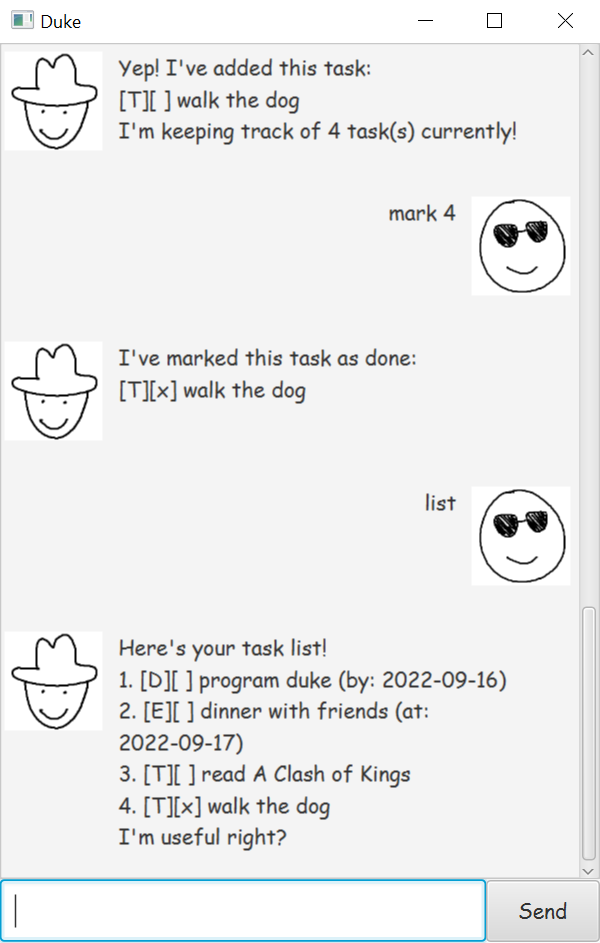 Duke
Yep! I've added this task:
[T][ ] walk the dog
I'm keeping track of 4 task(s) currently!
mark 4
I've marked this task as done:
[T][x] walk the dog
list
Here's your task list!
1. [D][ ] program duke (by: 2022-09-16)
2. [E][ ] dinner with friends (at:
2022-09-17)
3. [T][ ] read A Clash of Kings
4. [T][x] walk the dog
I'm useful right?
Send